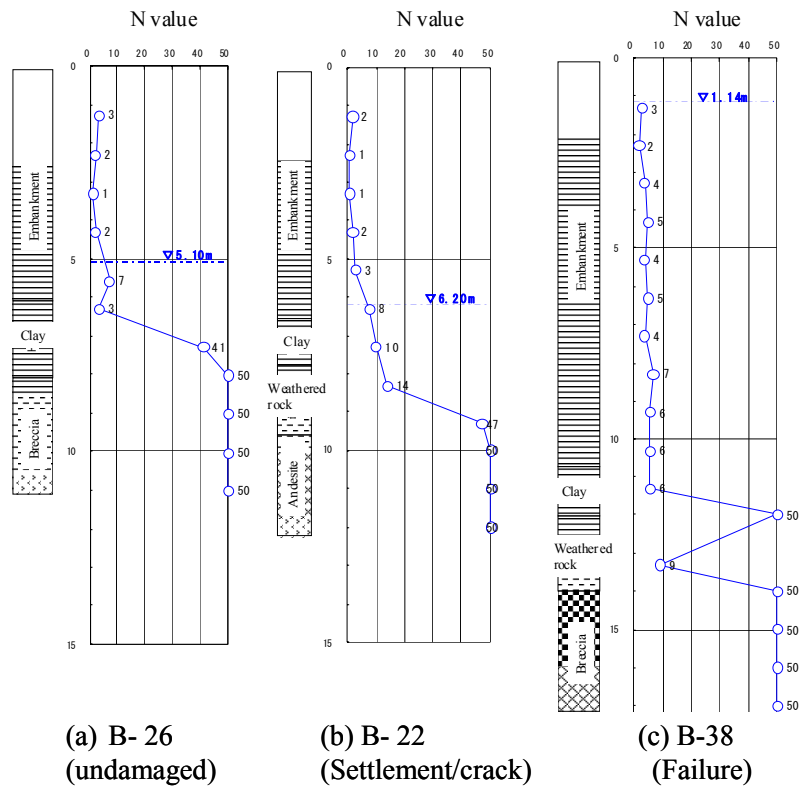 N value
0 10 20 30 40 50
0
5
10
15
Embankment
Clay
Breccia
3
2
1
2
▽5.10m
7
3
41
50
50
50
50
(a) B- 26
(undamaged)
N value
0 10 20 30 40 50
0
5
10
15
Embankment
Clay
Weathered
rock
Andesite
2
1
1
2
3
▽6.20m
8
10
14
47
50
50
50
(b) B- 22
(Settlement/crack)
N value
0 10 20 30 40 50
0
5
10
15
Embankment
Clay
Weathered
rock
Breccia
▽1.14m
3
2
4
5
4
5
4
7
6
6
6
50
9
50
50
50
50
(c) B-38
(Failure)